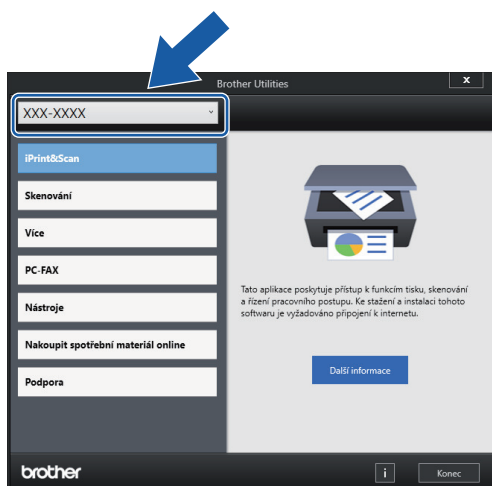 Brother Utilities
x
XXX-XXXX
iPrint&Scan
Skenování
Více
PC-FAX
Nástroje
Nakoupit spotřební materiál online
Podpora
Tato aplikace poskytuje přístup k funkcím tisku, skenování
a řízení pracovního postupu. Ke stažení a instalaci tohoto
softwaru je vyžadováno připojení k internetu.
Další informace
brother
i
Konec